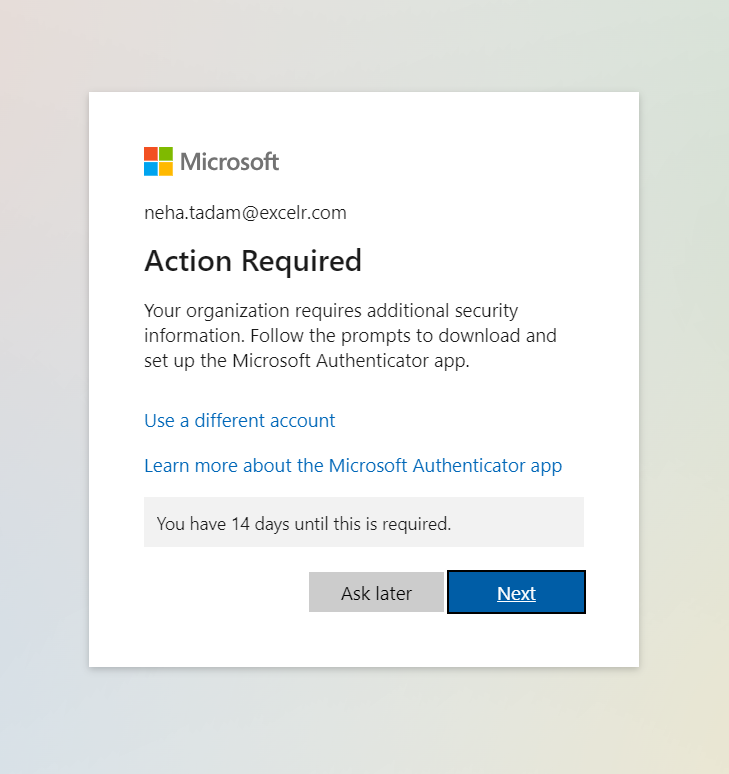 Microsoft
neha.tadam@excelr.com
Action Required
Your organization requires additional security
information. Follow the prompts to download and
set up the Microsoft Authenticator app.
Use a different account
Learn more about the Microsoft Authenticator app
You have 14 days until this is required.
Ask later
Next